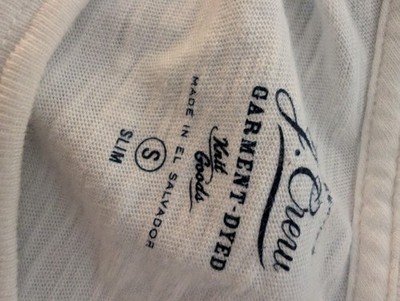 J. Crew
GARMENT-DYED
Knit
Goods
MADE IN EL SALVADOR
S
SLIM